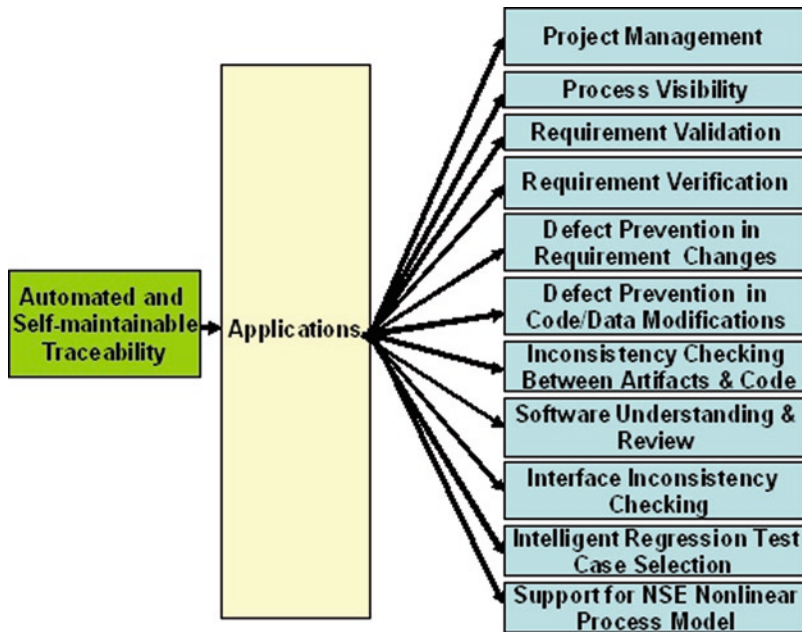 Automated and
Self-maintainable
Traceability
Applications
Project Management
Process Visibility
Requirement Validation
Requirement Verification
Defect Prevention in
Requirement Changes
Defect Prevention in
Code/Data Modifications
Inconsistency Checking
Between Artifacts & Code
Software Understanding &
Review
Interface Inconsistency
Checking
Intelligent Regression Test
Case Selection
Support for NSE Nonlinear
Process Model